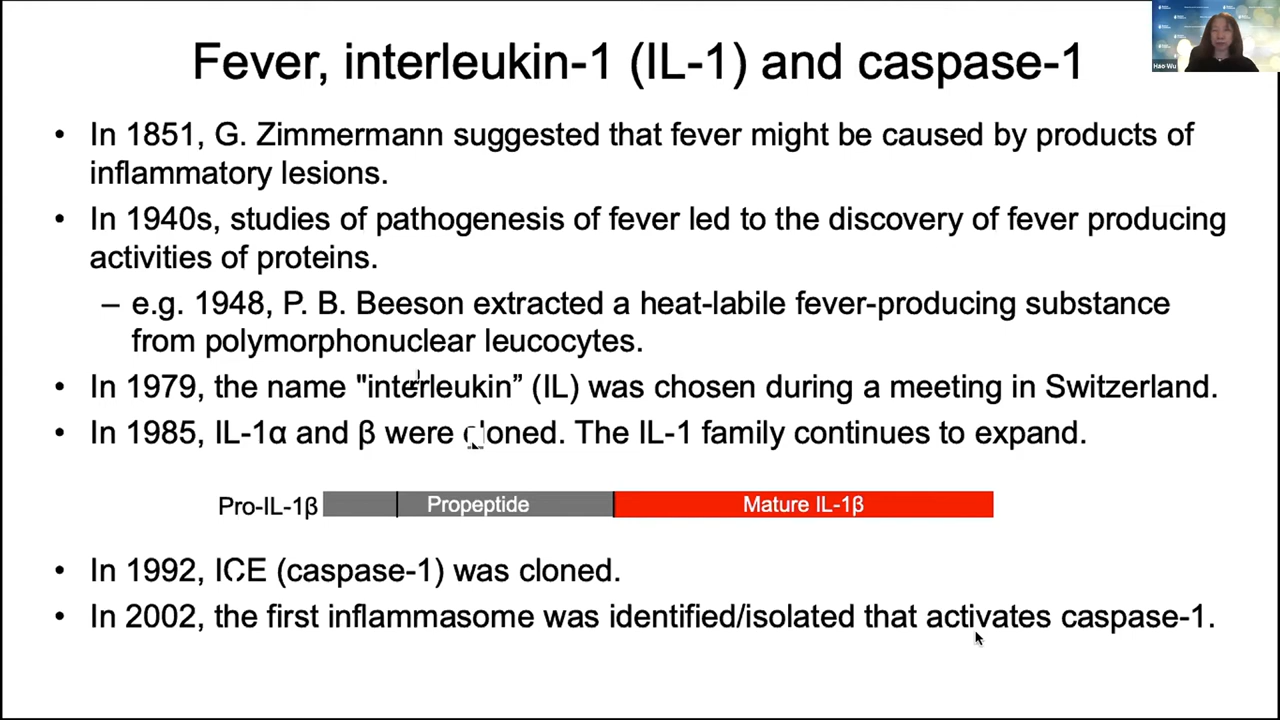 Fever, interleukin-1 (IL-1) and caspase-1
Hao Wu
• In 1851, G. Zimmermann suggested that fever might be caused by products of
inflammatory lesions.
• In 1940s, studies of pathogenesis of fever led to the discovery of fever producing
activities of proteins.
– e.g. 1948, P. B. Beeson extracted a heat-labile fever-producing substance
from polymorphonuclear leucocytes.
• In 1979, the name "interleukin” (IL) was chosen during a meeting in Switzerland.
• In 1985, IL-1α and β were cloned. The IL-1 family continues to expand.
Pro-IL-1β Propeptide Mature IL-1β
• In 1992, ICE (caspase-1) was cloned.
• In 2002, the first inflammasome was identified/isolated that activates caspase-1.